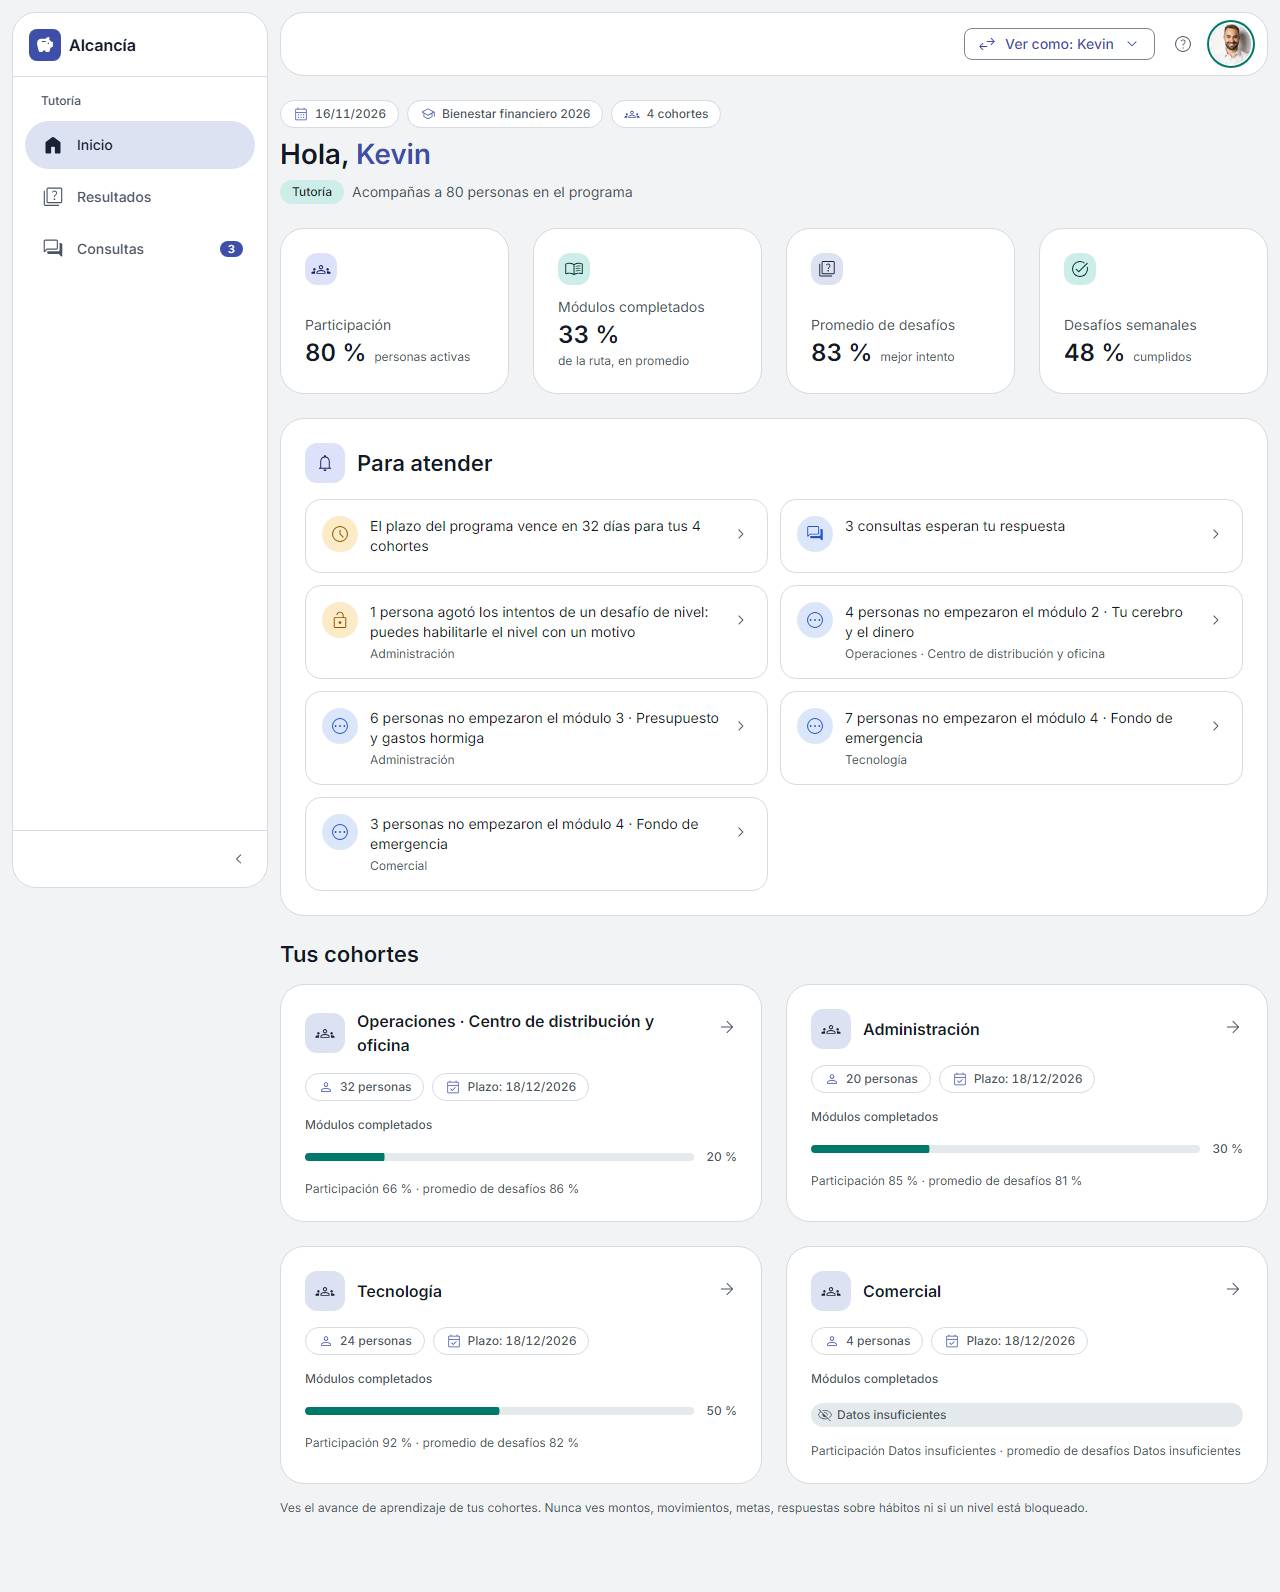 Alcancía
Ver como: Kevin
Tutoría
Inicio
Resultados
Consultas
3
16/11/2026
Bienestar financiero 2026
4 cohortes
Hola, Kevin
Tutoría
Acompañas a 80 personas en el programa
Participación
80 % personas activas
Módulos completados
33 %
de la ruta, en promedio
Promedio de desafíos
83 % mejor intento
Desafíos semanales
48 % cumplidos
Para atender
El plazo del programa vence en 32 días para tus 4
cohortes
3 consultas esperan tu respuesta
1 persona agotó los intentos de un desafío de nivel:
puedes habilitarle el nivel con un motivo
Administración
4 personas no empezaron el módulo 2 · Tu cerebro
y el dinero
Operaciones · Centro de distribución y oficina
6 personas no empezaron el módulo 3 · Presupuesto
y gastos hormiga
Administración
7 personas no empezaron el módulo 4 · Fondo de
emergencia
Tecnología
3 personas no empezaron el módulo 4 · Fondo de
emergencia
Comercial
Tus cohortes
Operaciones · Centro de distribución y
oficina
32 personas
Plazo: 18/12/2026
Módulos completados
20 %
Participación 66 % · promedio de desafíos 86 %
Administración
20 personas
Plazo: 18/12/2026
Módulos completados
30 %
Participación 85 % · promedio de desafíos 81 %
Tecnología
24 personas
Plazo: 18/12/2026
Módulos completados
50 %
Participación 92 % · promedio de desafíos 82 %
Comercial
4 personas
Plazo: 18/12/2026
Módulos completados
Datos insuficientes
Participación Datos insuficientes · promedio de desafíos Datos insuficientes
Ves el avance de aprendizaje de tus cohortes. Nunca ves montos, movimientos, metas, respuestas sobre hábitos ni si un nivel está bloqueado.